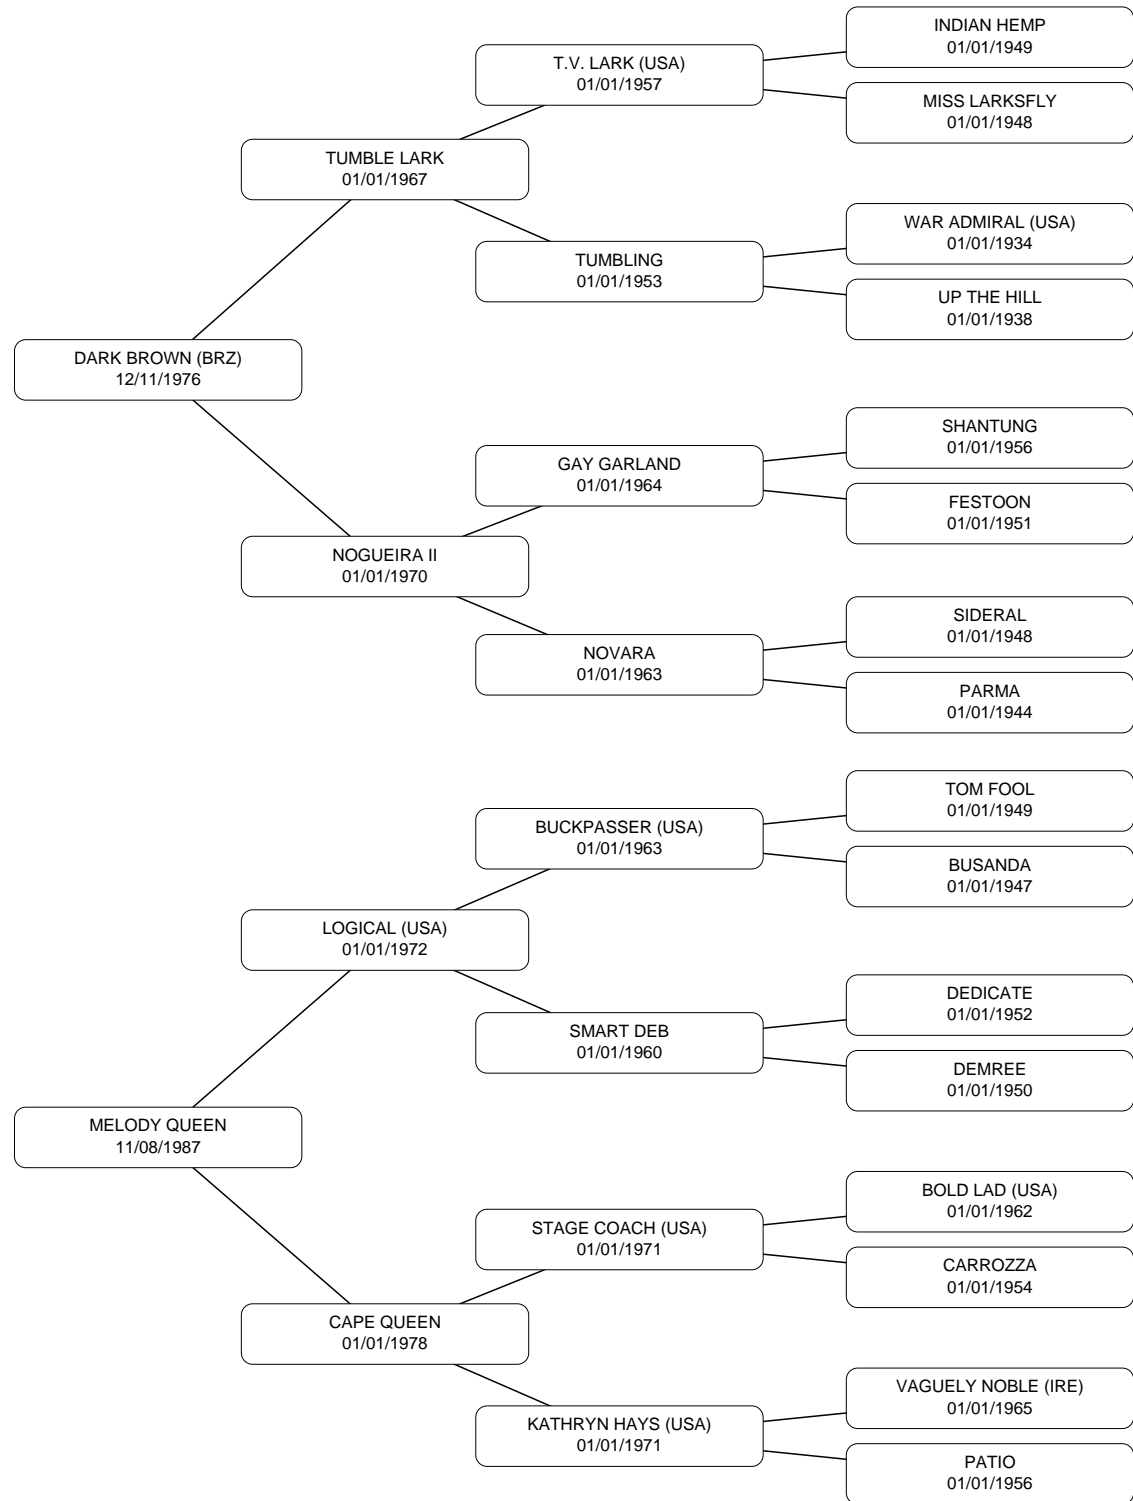 INDIAN HEMP
01/01/1949
T.V. LARK (USA)
01/01/1957
MISS LARKSFLY
01/01/1948
TUMBLE LARK
01/01/1967
WAR ADMIRAL (USA)
01/01/1934
TUMBLING
01/01/1953
UP THE HILL
01/01/1938
DARK BROWN (BRZ)
12/11/1976
SHANTUNG
01/01/1956
GAY GARLAND
01/01/1964
FESTOON
01/01/1951
NOGUEIRA II
01/01/1970
SIDERAL
01/01/1948
NOVARA
01/01/1963
PARMA
01/01/1944
TOM FOOL
01/01/1949
BUCKPASSER (USA)
01/01/1963
BUSANDA
01/01/1947
LOGICAL (USA)
01/01/1972
DEDICATE
01/01/1952
SMART DEB
01/01/1960
DEMREE
01/01/1950
MELODY QUEEN
11/08/1987
BOLD LAD (USA)
01/01/1962
STAGE COACH (USA)
01/01/1971
CARROZZA
01/01/1954
CAPE QUEEN
01/01/1978
VAGUELY NOBLE (IRE)
01/01/1965
KATHRYN HAYS (USA)
01/01/1971
PATIO
01/01/1956